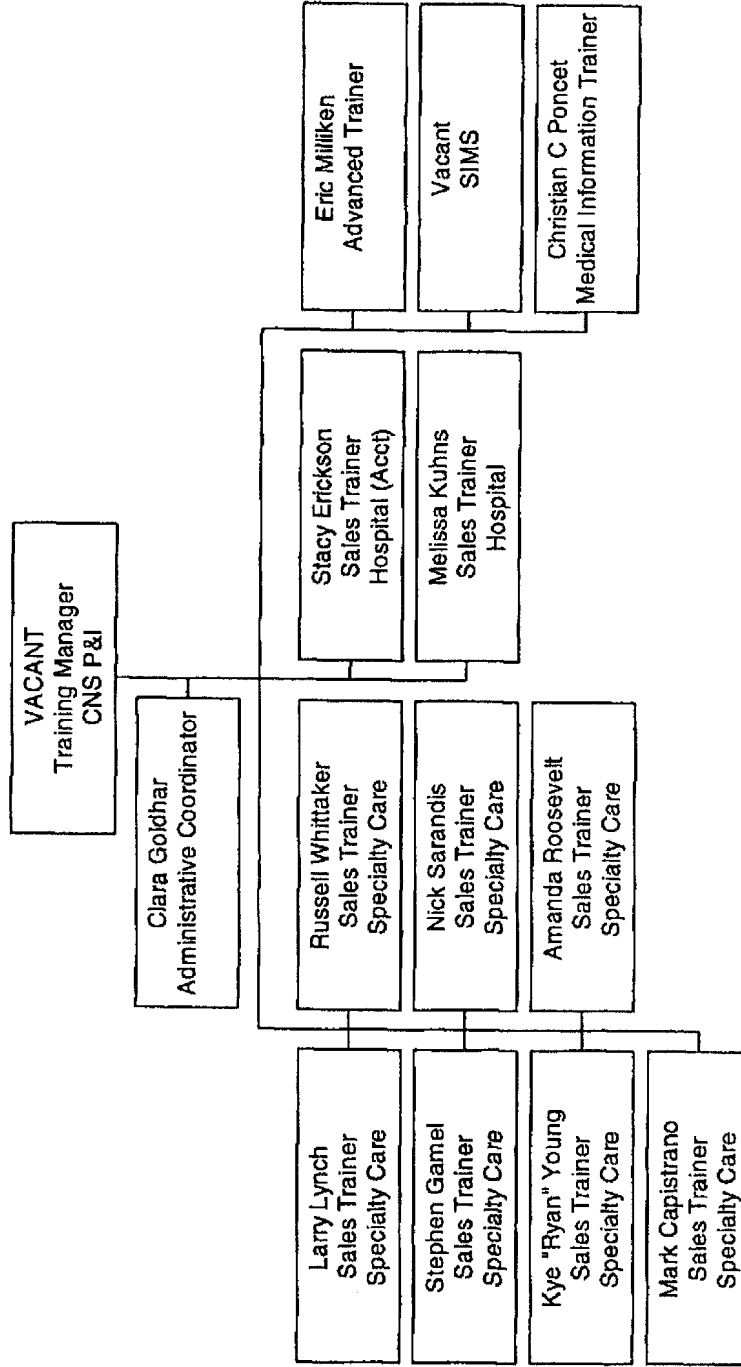 VACANT
Training Manager
CNS P&I
Clara Goldhar
Administrative Coordinator
Larry Lynch
Sales Trainer
Specialty Care
Russell Whittaker
Sales Trainer
Specialty Care
Stacy Erickson
Sales Trainer
Hospital (Acct)
Eric Milliken
Advanced Trainer
Stephen Gamel
Sales Trainer
Specialty Care
Nick Sarandis
Sales Trainer
Specialty Care
Melissa Kuhns
Sales Trainer
Hospital
Vacant
SIMS
Kye "Ryan" Young
Sales Trainer
Specialty Care
Amanda Roosevelt
Sales Trainer
Specialty Care
Christian C Poncet
Medical Information Trainer
Mark Capistrano
Sales Trainer
Specialty Care